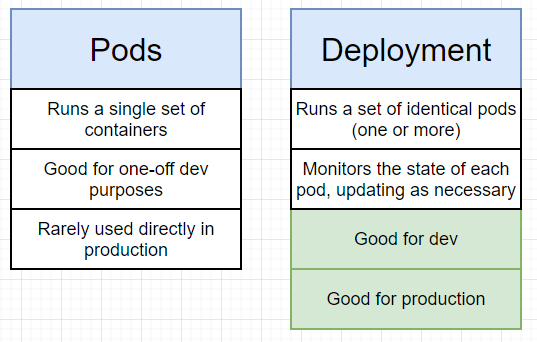 Pods
Runs a single set of
containers
Good for one-off dev
purposes
Rarely used directly in
production
Deployment
Runs a set of identical pods
(one or more)
Monitors the state of each
pod, updating as necessary
Good for dev
Good for production